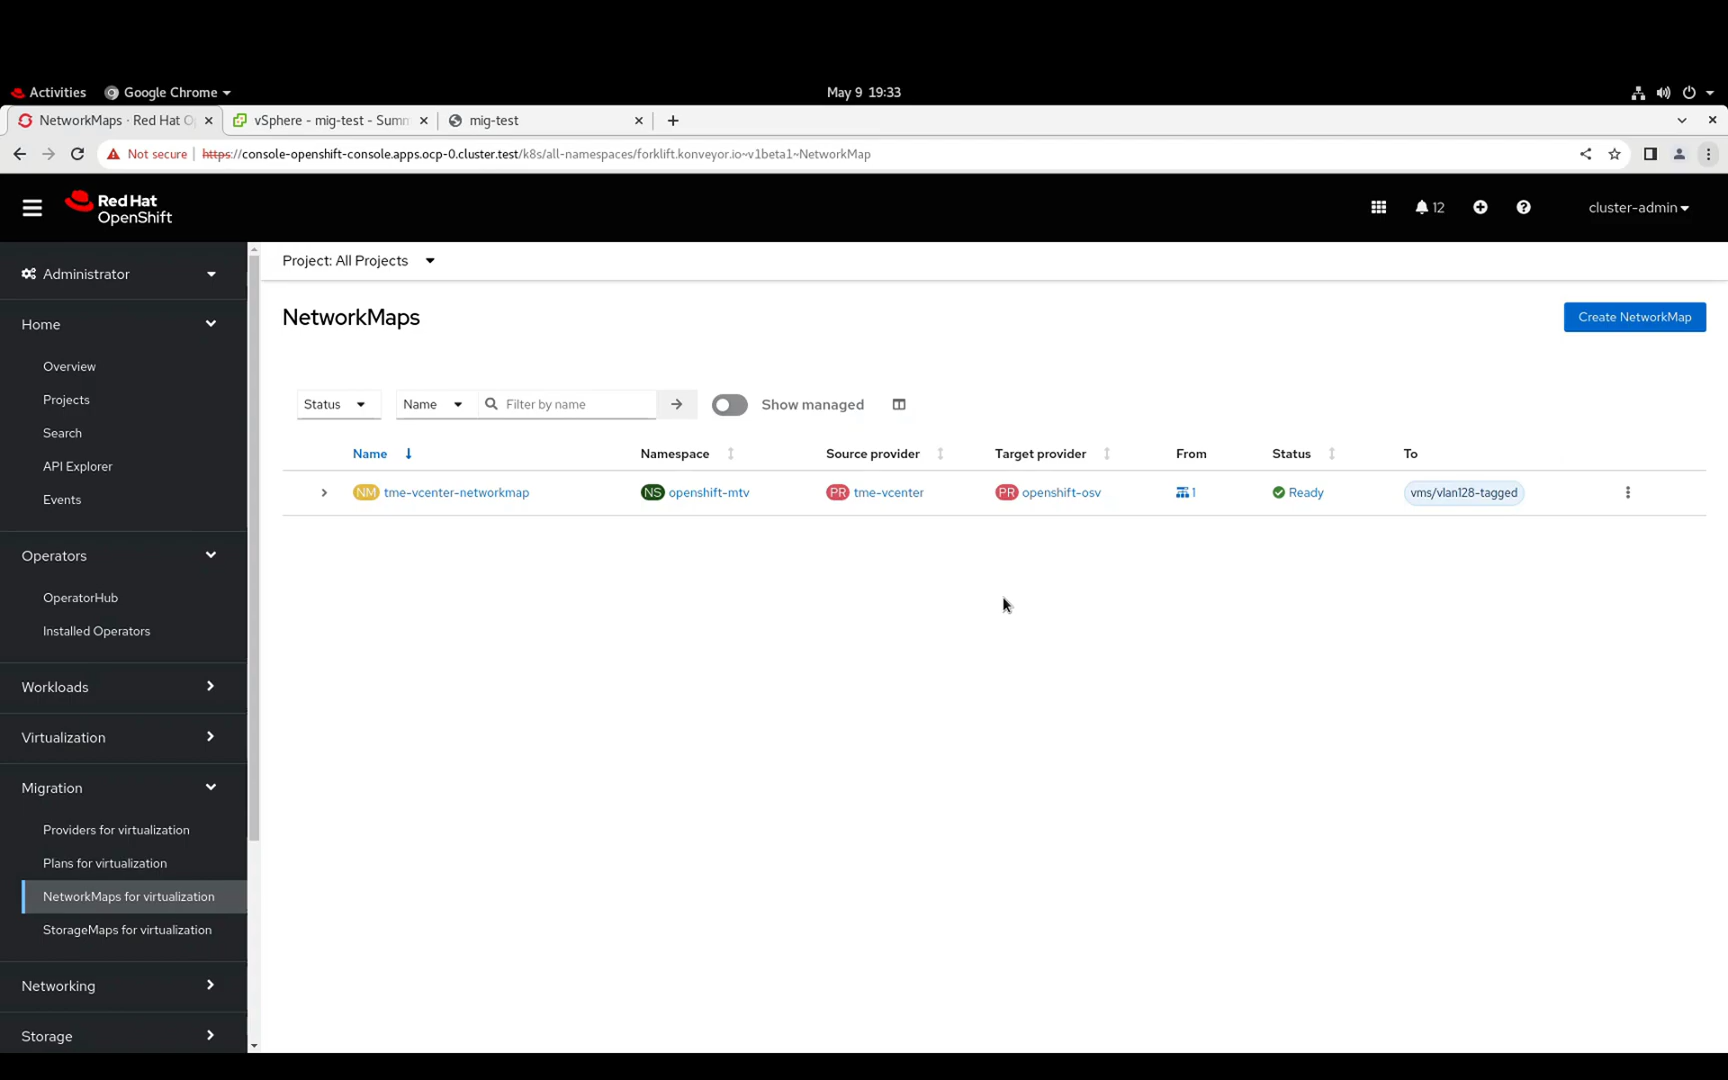 Activities Google Chrome May 9 19:33
NetworkMaps · Red Hat O vSphere - mig-test - Summ mig-test
Not secure https://console-openshift-console.apps.ocp-0.cluster.test/k8s/all-namespaces/forklift.konveyor.io~v1beta1~NetworkMap
Red Hat
OpenShift
12 cluster-admin
Administrator
Home
Overview
Projects
Search
API Explorer
Events
Operators
OperatorHub
Installed Operators
Workloads
Virtualization
Migration
Providers for virtualization
Plans for virtualization
NetworkMaps for virtualization
StorageMaps for virtualization
Networking
Storage
Project: All Projects
NetworkMaps Create NetworkMap
Status Name Filter by name Show managed
Name Namespace Source provider Target provider From Status To
NM tme-vcenter-networkmap NS openshift-mtv PR tme-vcenter PR openshift-osv 1 Ready vms/vlan128-tagged